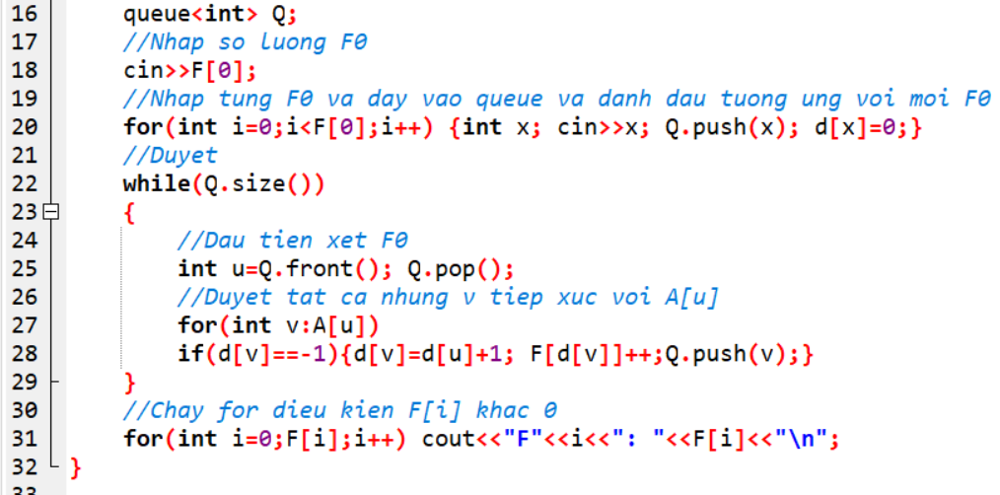 16 queue<int> Q;
17 //Nhap so luong F0
18 cin>>F[0];
19 //Nhap tung F0 va day vao queue va danh dau tuong ung voi moi F0
20 for(int i=0;i<F[0];i++) {int x; cin>>x; Q.push(x); d[x]=0;}
21 //Duyet
22 while(Q.size())
23 {
24 //Dau tien xet F0
25 int u=Q.front(); Q.pop();
26 //Duyet tat ca nhung v tiep xuc voi A[u]
27 for(int v:A[u])
28 if(d[v]==-1){d[v]=d[u]+1; F[d[v]]++;Q.push(v);}
29 }
30 //Chay for dieu kien F[i] khac 0
31 for(int i=0;F[i];i++) cout<<"F"<<i<<": "<<F[i]<<"\n";
32 }
33